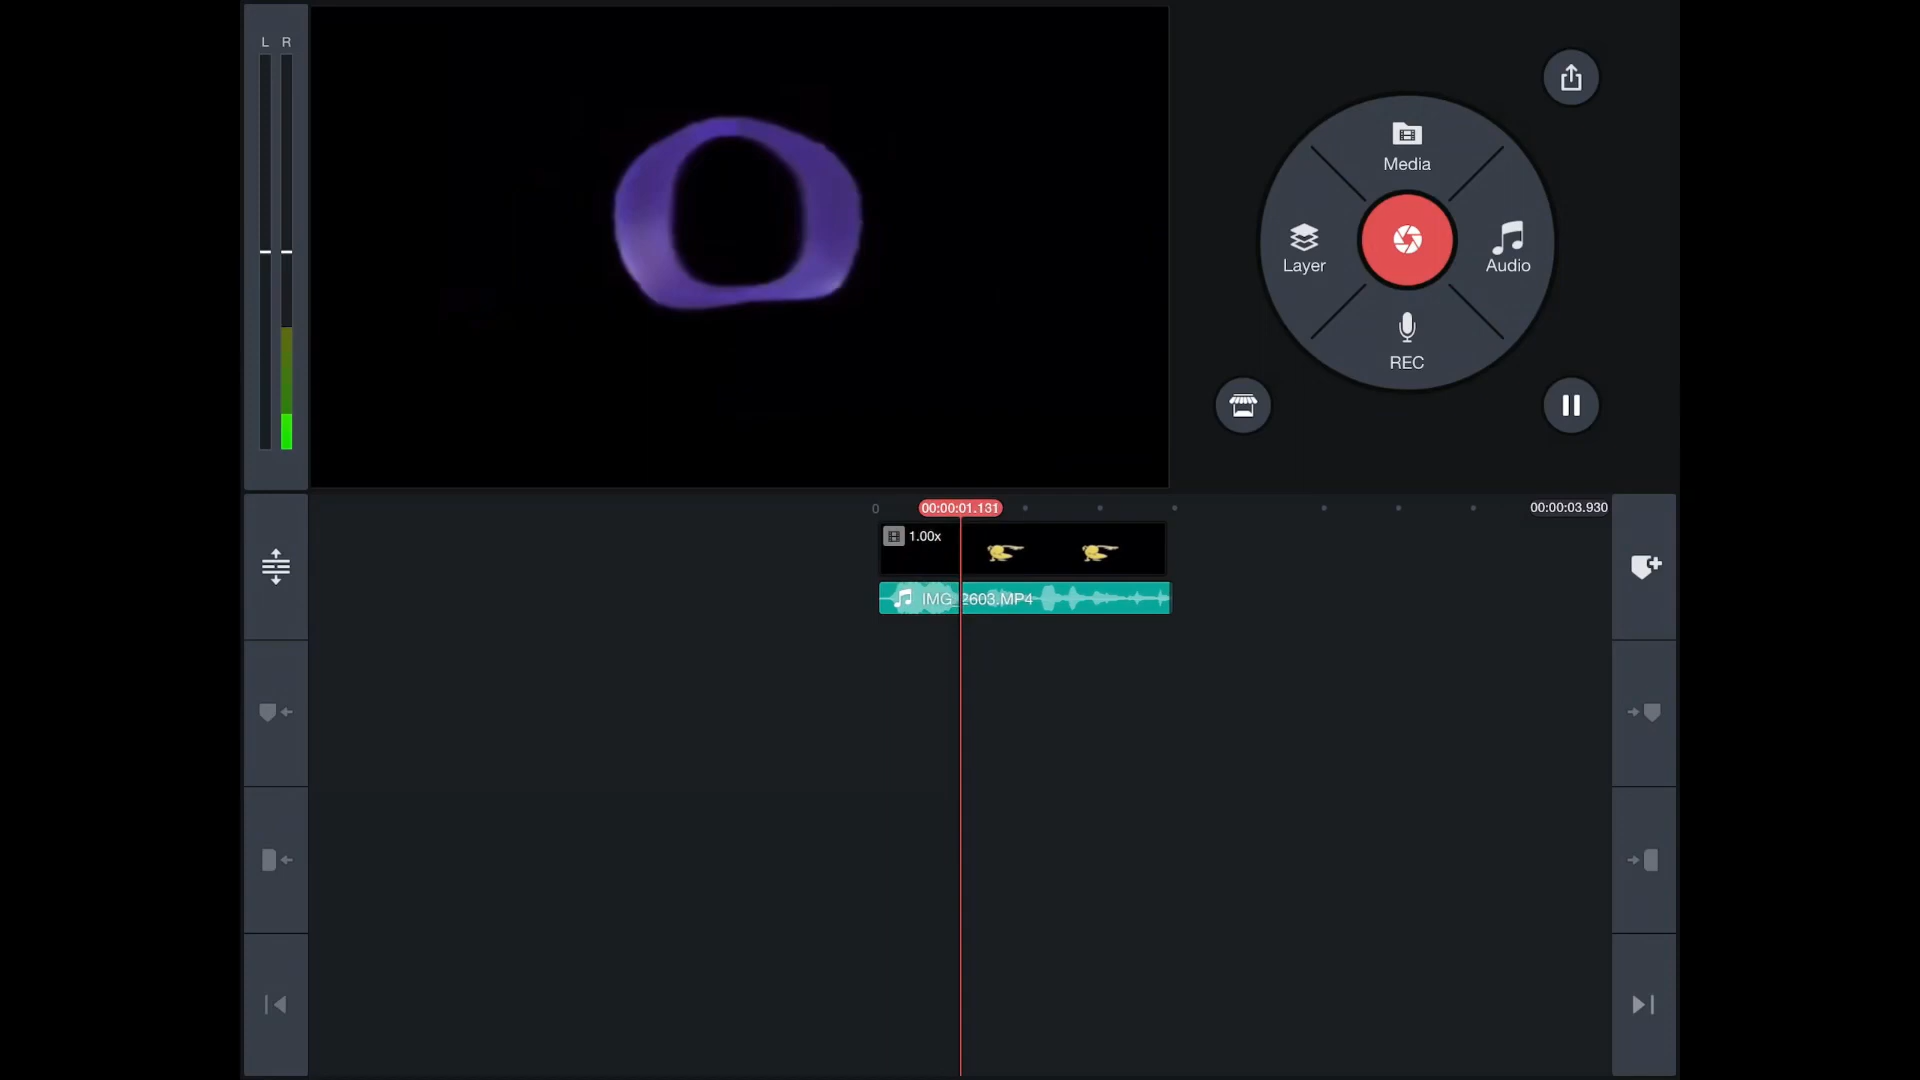 L R
Media
Layer
Audio
REC
0
00:00:01.131
00:00:03.930
1.00x
IMG_2603.MP4